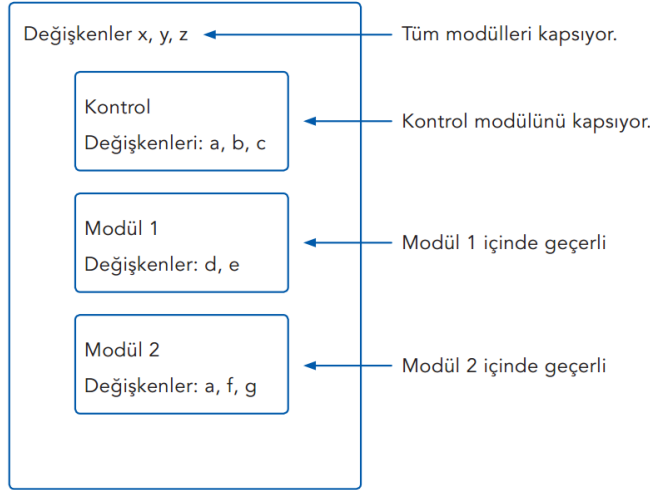 Değişkenler x, y, z
Tüm modülleri kapsıyor.
Kontrol
Değişkenleri: a, b, c
Kontrol modülünü kapsıyor.
Modül 1
Değişkenler: d, e
Modül 1 içinde geçerli
Modül 2
Değişkenler: a, f, g
Modül 2 içinde geçerli